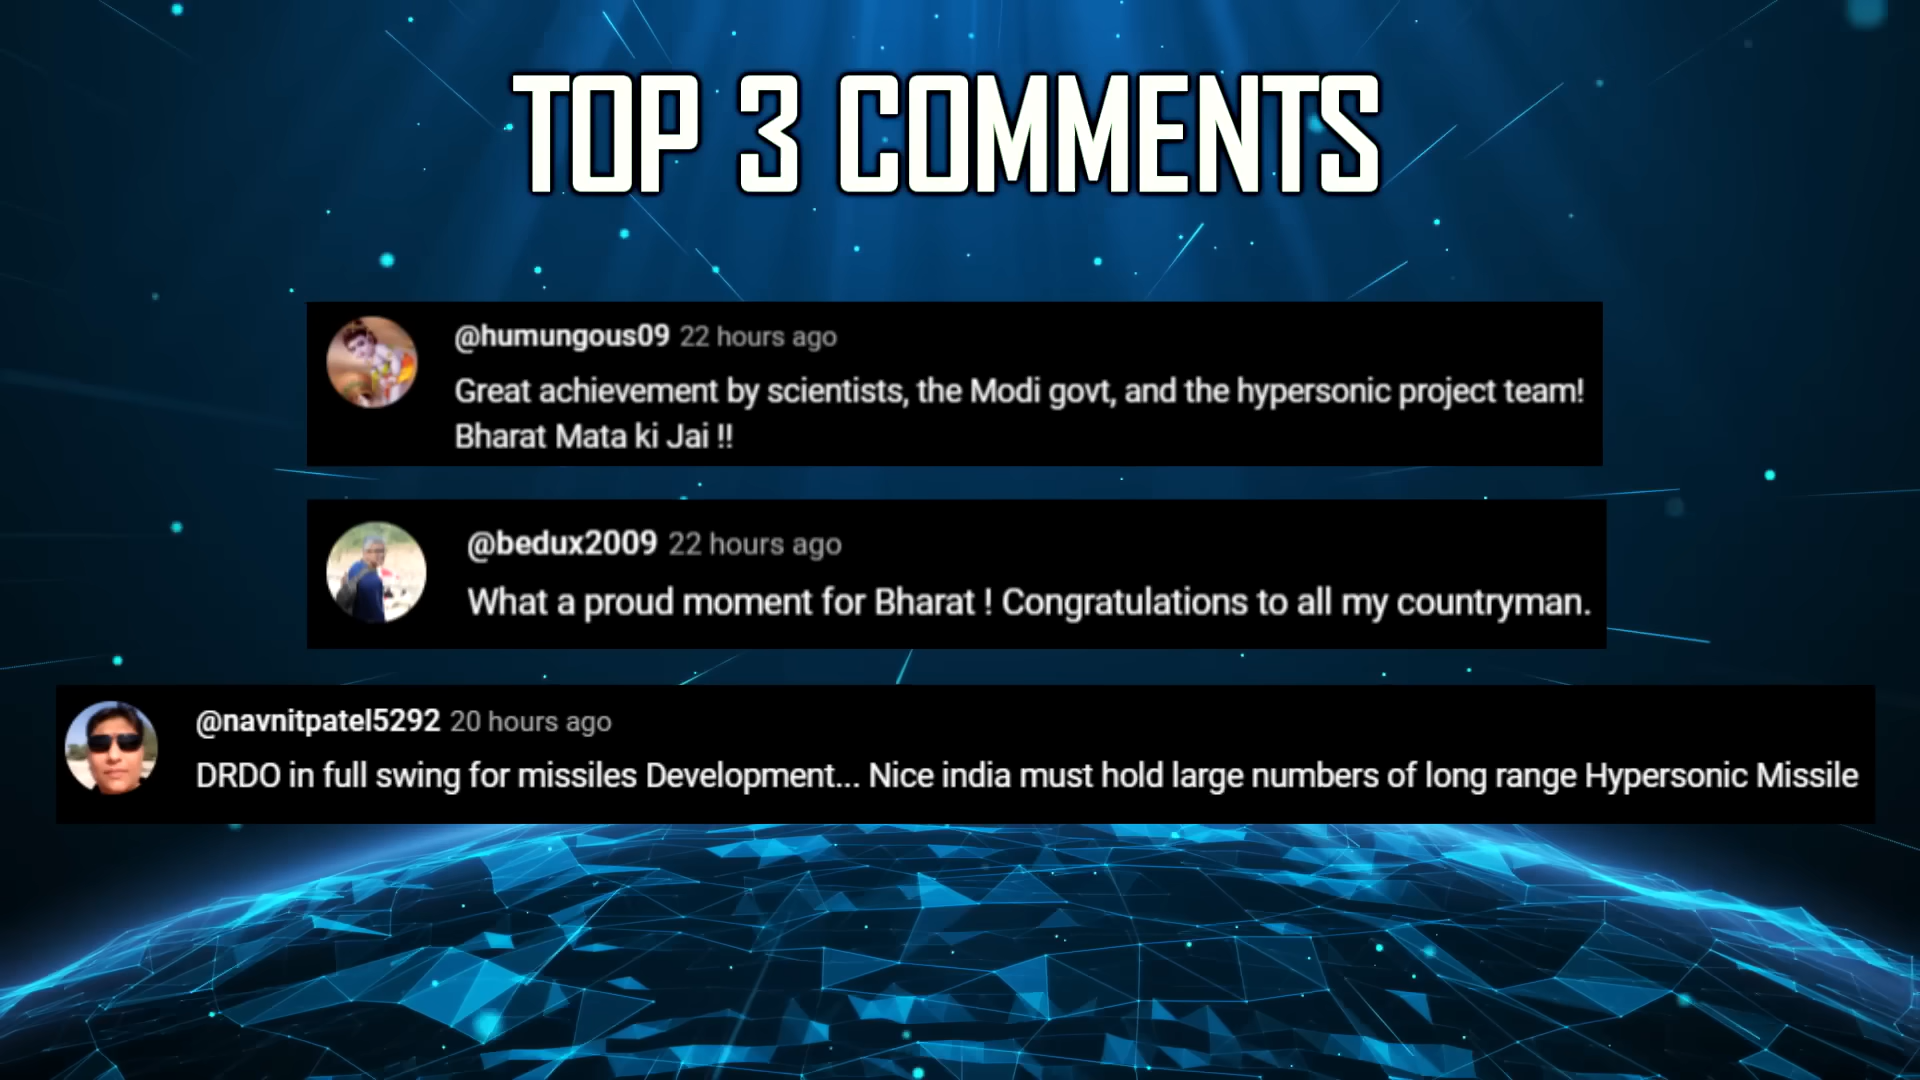 TOP 3 COMMENTS
@humungous09 22 hours ago
Great achievement by scientists, the Modi govt, and the hypersonic project team!
Bharat Mata ki Jai !!
@bedux2009 22 hours ago
What a proud moment for Bharat ! Congratulations to all my countryman.
@navnitpatel5292 20 hours ago
DRDO in full swing for missiles Development... Nice india must hold large numbers of long range Hypersonic Missile